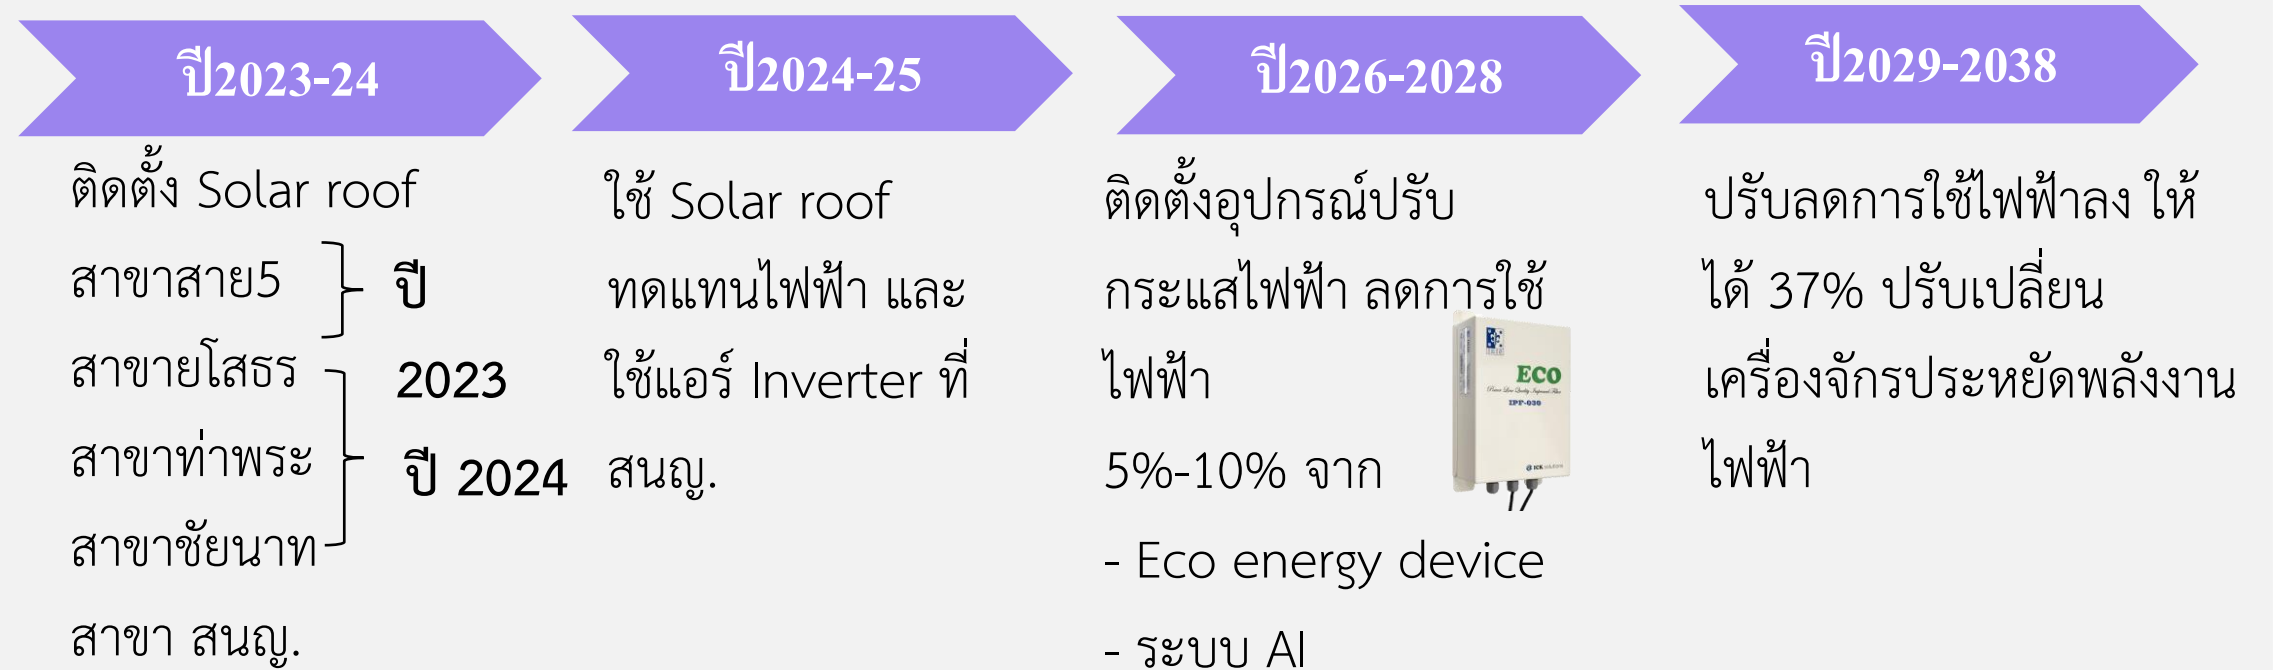 ปี2023-24
ติดตั้ง Solar roof
สาขาสาย5
สาขายโสธร
สาขาท่าพระ
สาขาชัยนาท
สาขา สนญ.
ปี
2023
ปี 2024
ปี2024-25
ใช้ Solar roof
ทดแทนไฟฟ้า และ
ใช้แอร์ Inverter ที่
สนญ.
ปี2026-2028
ติดตั้งอุปกรณ์ปรับ
กระแสไฟฟ้า ลดการใช้
ไฟฟ้า
5%-10% จาก
- Eco energy device
- ระบบ AI
ECO
Power Line Quality Improved Filter
IPF-030
ICK solutions
ปี2029-2038
ปรับลดการใช้ไฟฟ้าลง ให้
ได้ 37% ปรับเปลี่ยน
เครื่องจักรประหยัดพลังงาน
ไฟฟ้า